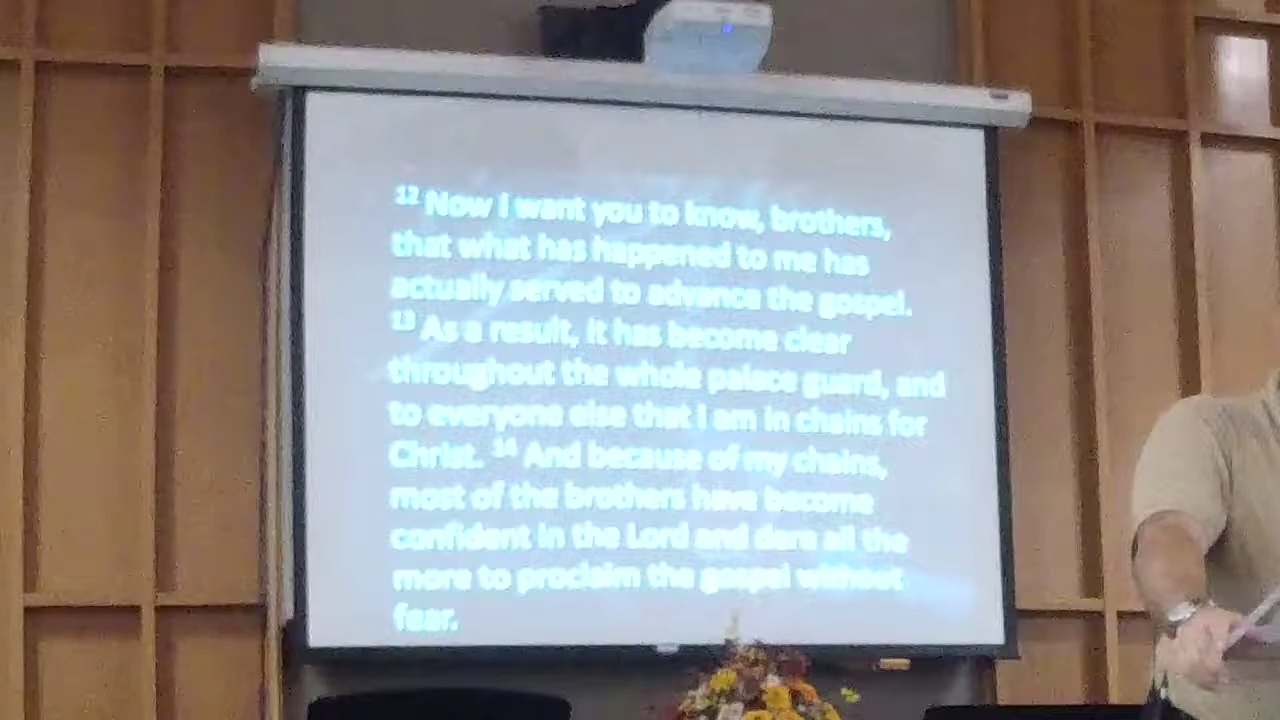 12 Now I want you to know, brothers,
that what has happened to me has
actually served to advance the gospel.
13 As a result, it has become clear
throughout the whole palace guard, and
to everyone else that I am in chains for
Christ. 14 And because of my chains,
most of the brothers have become
confident in the Lord and dare all the
more to proclaim the gospel without
fear.